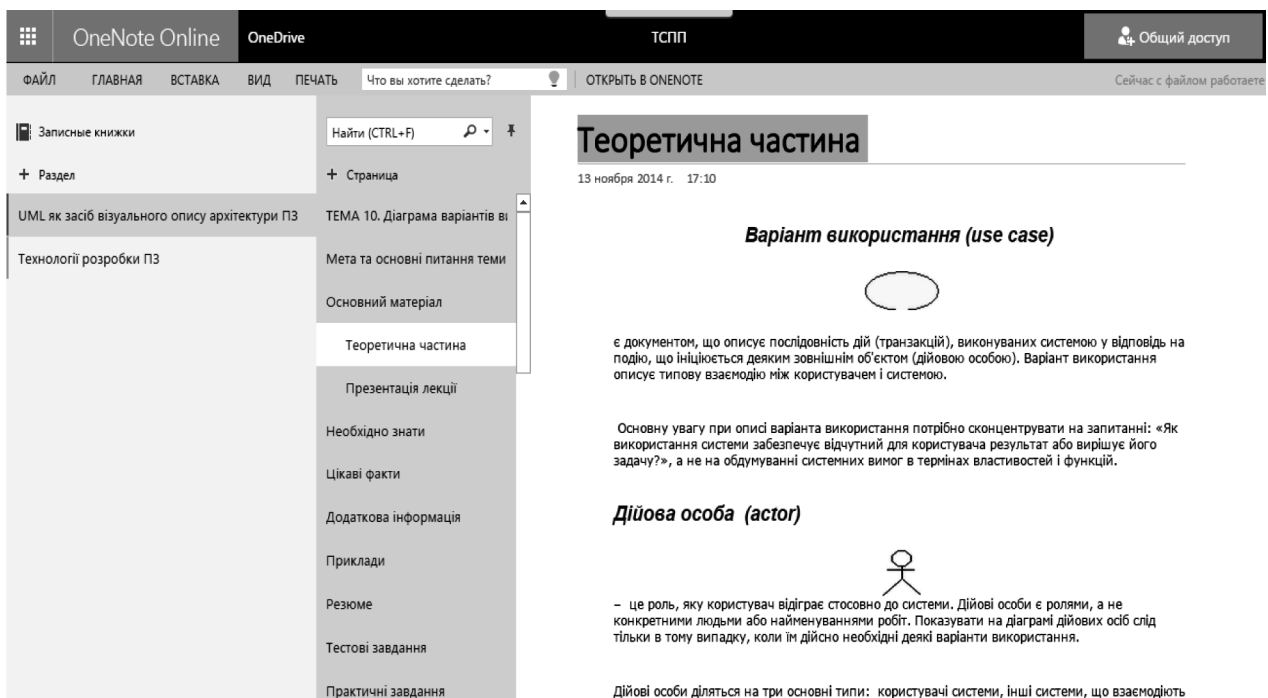 OneNote Online
OneDrive
ТСПП
Общий доступ
ФАЙЛ ГЛАВНАЯ ВСТАВКА ВИД ПЕЧАТЬ Что вы хотите сделать? ОТКРЫТЬ В ONENOTE Сейчас с файлом работаете
Записные книжки
+ Раздел
UML як засіб візуального опису архітектури ПЗ
Технології розробки ПЗ
Найти (CTRL+F)
+ Страница
ТЕМА 10. Діаграма варіантів ви
Мета та основні питання теми
Основний матеріал
Теоретична частина
Презентація лекції
Необхідно знати
Цікаві факти
Додаткова інформація
Приклади
Резюме
Тестові завдання
Практичні завдання
Теоретична частина
13 ноября 2014 г. 17:10
Варіант використання (use case)
є документом, що описує послідовність дій (транзакцій), виконуваних системою у відповідь на
подію, що ініціюється деяким зовнішнім об'єктом (дійовою особою). Варіант використання
описує типову взаємодію між користувачем і системою.
Основну увагу при описі варіанта використання потрібно сконцентрувати на запитанні: «Як
використання системи забезпечує відчутний для користувача результат або вирішує його
задачу?», а не на обдумуванні системних вимог в термінах властивостей і функцій.
Дійова особа (actor)
– це роль, яку користувач відіграє стосовно до системи. Дійові особи є ролями, а не
конкретними людьми або найменуваннями робіт. Показувати на діаграмі дійових осіб слід
тільки в тому випадку, коли їм дійсно необхідні деякі варіанти використання.
Дійові особи діляться на три основні типи: користувачі системи, інші системи, що взаємодіють